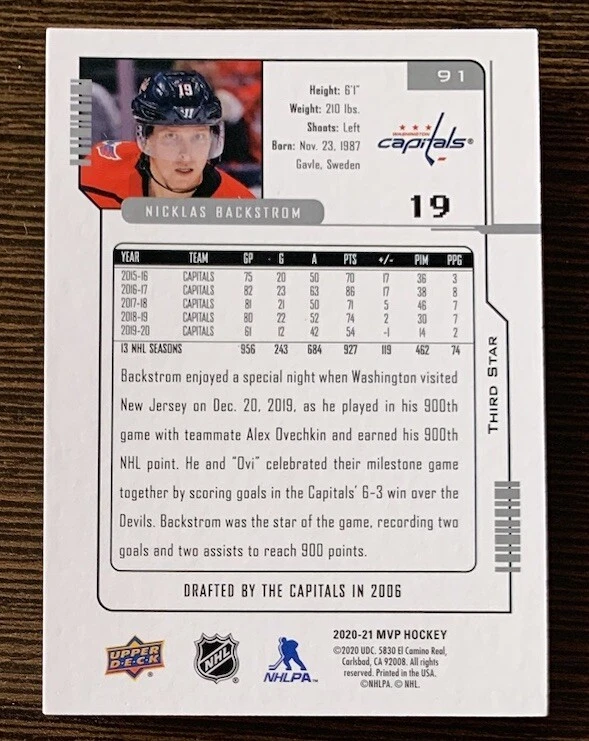 91
19
Height: 6'1"
Weight: 210 lbs.
Shoots: Left
Born: Nov. 23, 1987
Gavle, Sweden
WASHINGTON
capitals®
19
NICKLAS BACKSTROM
YEAR TEAM GP G A PTS +/- PIM PPG
2015-16 CAPITALS 75 20 50 70 17 36 3
2016-17 CAPITALS 82 23 63 86 17 38 8
2017-18 CAPITALS 81 21 50 71 5 46 7
2018-19 CAPITALS 80 22 52 74 2 30 7
2019-20 CAPITALS 61 12 42 54 -1 14 2
13 NHL SEASONS 956 243 684 927 119 462 74
Backstrom enjoyed a special night when Washington visited
New Jersey on Dec. 20, 2019, as he played in his 900th
game with teammate Alex Ovechkin and earned his 900th
NHL point. He and "Ovi" celebrated their milestone game
together by scoring goals in the Capitals' 6-3 win over the
Devils. Backstrom was the star of the game, recording two
goals and two assists to reach 900 points.
THIRD STAR
DRAFTED BY THE CAPITALS IN 2006
UPPER
D·E·C·K
NHL
NHLPA™
2020-21 MVP HOCKEY
©2020 UDC. 5830 El Camino Real,
Carlsbad, CA 92008. All rights
reserved. Printed in the USA.
©NHLPA. © NHL.